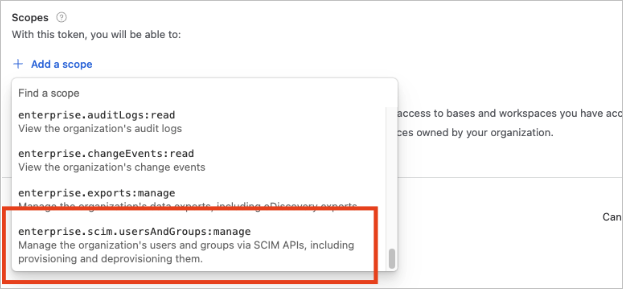 Scopes ?
With this token, you will be able to:
+ Add a scope
Find a scope
enterprise.auditLogs:read
View the organization's audit logs
access to bases and workspaces you have acc
ces owned by your organization.
enterprise.changeEvents:read
View the organization's change events
enterprise.exports:manage
Manage the organization's data exports, including eDiscovery exports
enterprise.scim.usersAndGroups:manage
Manage the organization's users and groups via SCIM APIs, including
provisioning and deprovisioning them.
Can